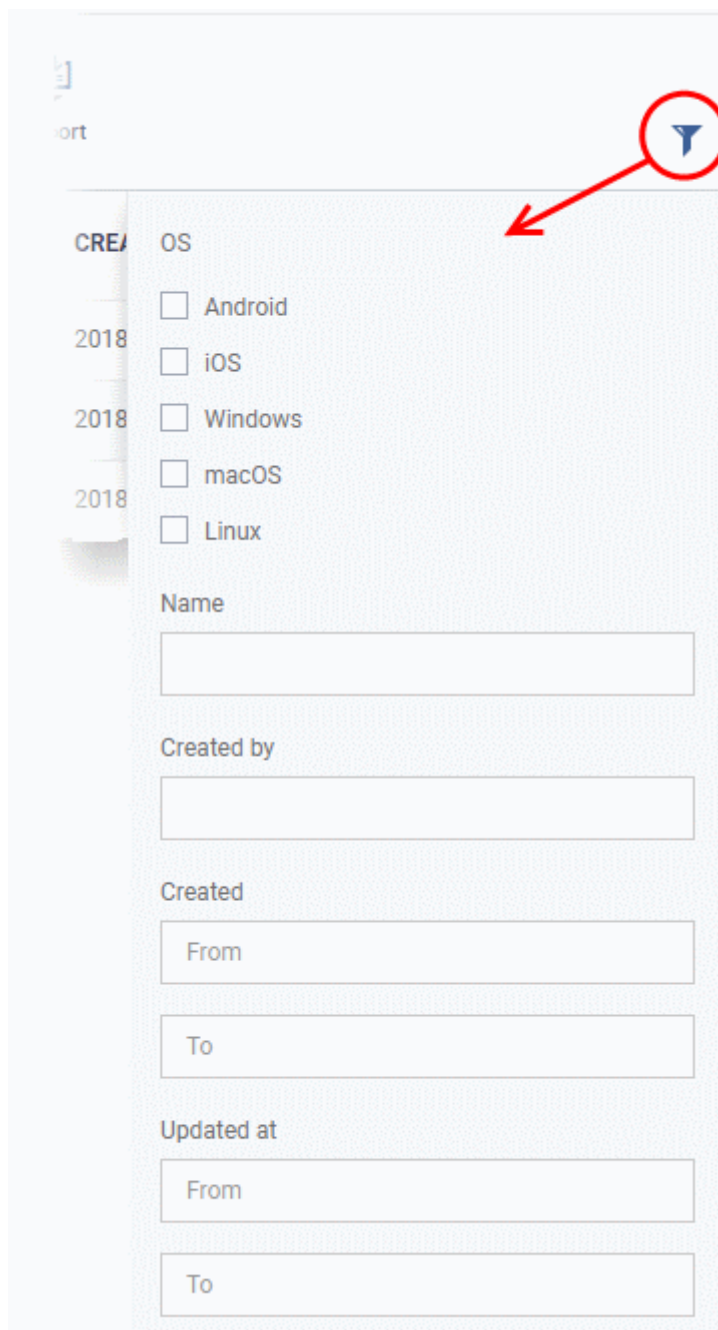 ort
CREA OS
Android
2018
iOS
2018 Windows
macOS
2018
Linux
Name
Created by
Created
From
To
Updated at
From
To